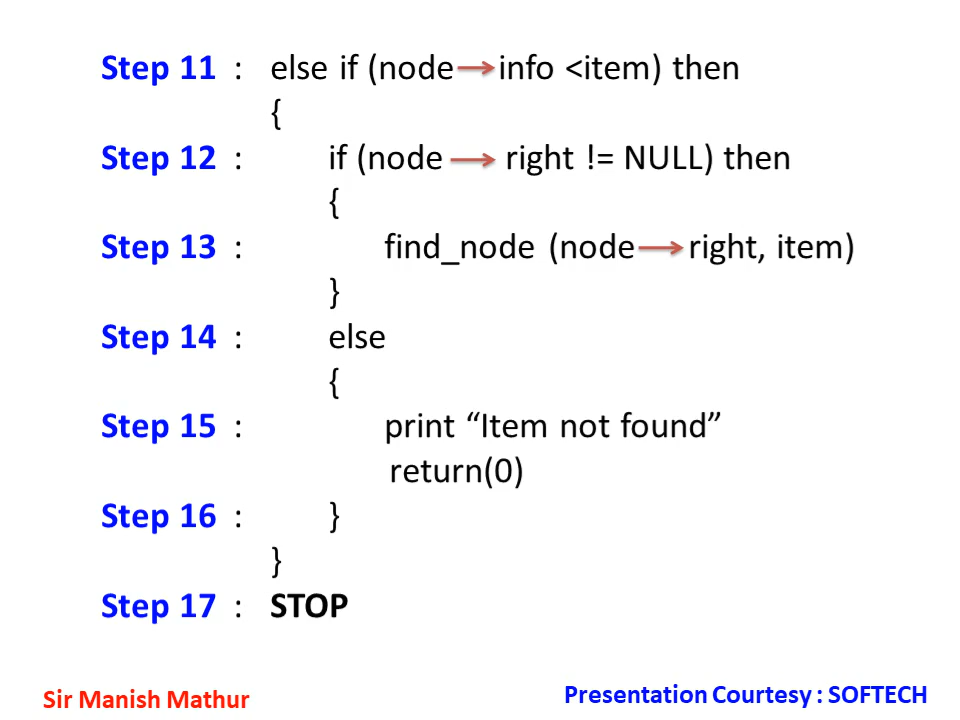 Step 11 : else if (node → info <item) then
{
Step 12 : if (node → right != NULL) then
{
Step 13 : find_node (node → right, item)
}
Step 14 : else
{
Step 15 : print “Item not found”
return(0)
Step 16 : }
}
Step 17 : STOP
Sir Manish Mathur
Presentation Courtesy : SOFTECH